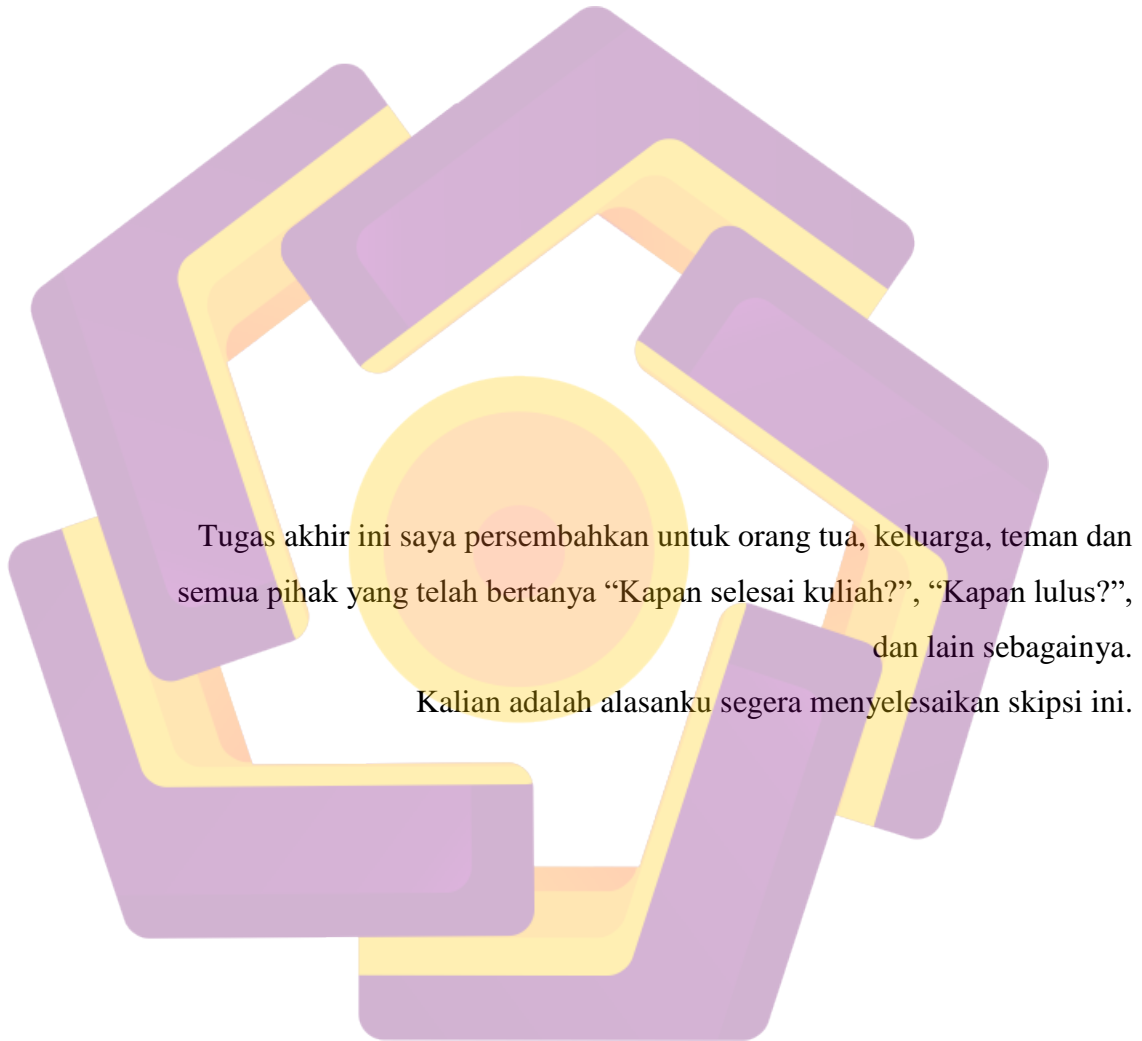 Tugas akhir ini saya persembahkan untuk orang tua, keluarga, teman dan
semua pihak yang telah bertanya “Kapan selesai kuliah?”, “Kapan lulus?”,
dan lain sebagainya.
Kalian adalah alasanku segera menyelesaikan skipsi ini.